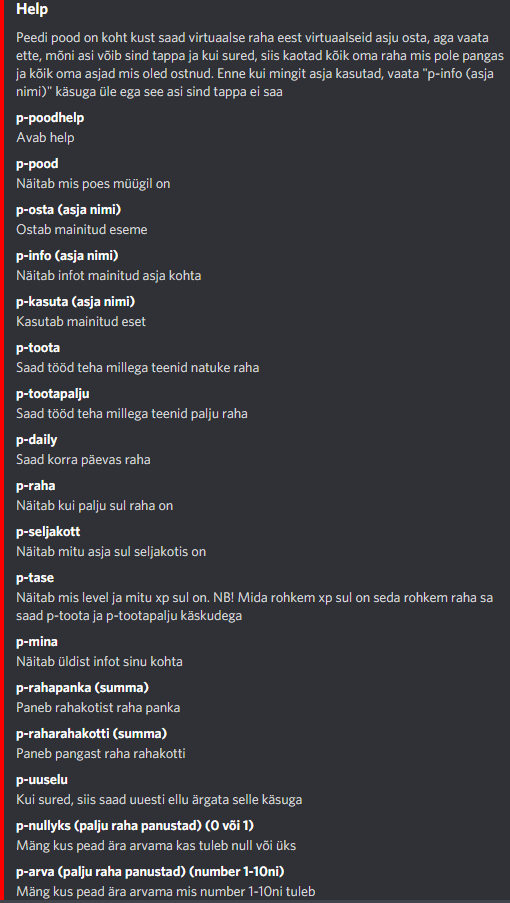 Help
Peedi pood on koht kust saad virtuaalse raha eest virtuaalseid asju osta, aga vaata
ette, mõni asi võib sind tappa ja kui sured, siis kaotad kõik oma raha mis pole pangas
ja kõik oma asjad mis oled ostnud. Enne kui mingit asja kasutad, vaata "p-info (asja
nimi)" käsuga üle ega see asi sind tappa ei saa
p-poodhelp
Avab help
p-pood
Näitab mis poes müügil on
p-osta (asja nimi)
Ostab mainitud eseme
p-info (asja nimi)
Näitab infot mainitud asja kohta
p-kasuta (asja nimi)
Kasutab mainitud eset
p-toota
Saad tööd teha millega teenid natuke raha
p-tootapalju
Saad tööd teha millega teenid palju raha
p-daily
Saad korra päevas raha
p-raha
Näitab kui palju sul raha on
p-seljakott
Näitab mitu asja sul seljakotis on
p-tase
Näitab mis level ja mitu xp sul on. NB! Mida rohkem xp sul on seda rohkem raha sa
saad p-toota ja p-tootapalju käskudega
p-mina
Näitab üldist infot sinu kohta
p-rahapanka (summa)
Paneb rahakotist raha panka
p-raharahakotti (summa)
Paneb pangast raha rahakotti
p-uuselu
Kui sured, siis saad uuesti ellu ärgata selle käsuga
p-nullyks (palju raha panustad) (0 või 1)
Mäng kus pead ära arvama kas tuleb null või üks
p-arva (palju raha panustad) (number 1-10ni)
Mäng kus pead ära arvama mis number 1-10ni tuleb